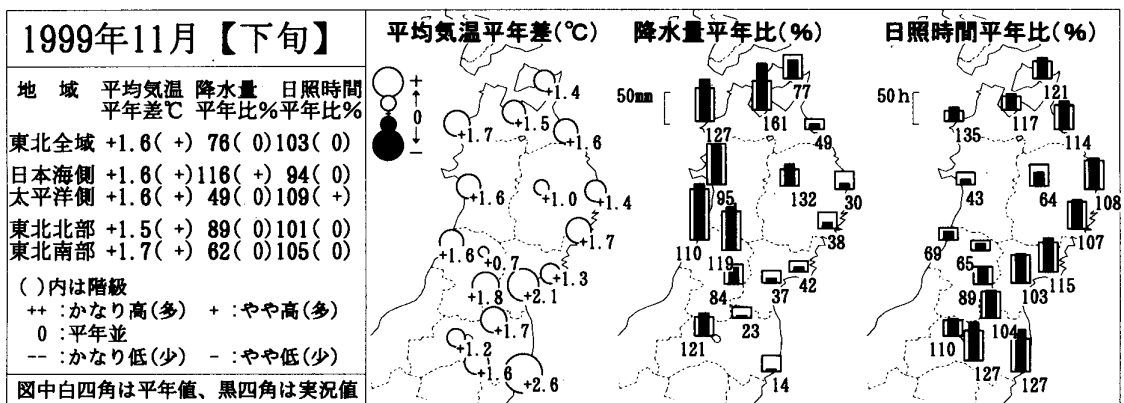 1999年11月【下旬】
地 域 平均気温 降水量 日照時間
平年差℃ 平年比% 平年比%
東北全域 +1.6( +) 76( 0)103( 0)
日本海側 +1.6( +)116( +) 94( 0)
太平洋側 +1.6( +) 49( 0)109( +)
東北北部 +1.5( +) 89( 0)101( 0)
東北南部 +1.7( +) 62( 0)105( 0)
( )内は階級
++ :かなり高(多) + :やや高(多)
0 :平年並
-- :かなり低(少) - :やや低(少)
図中白四角は平年値、黒四角は実況値
平均気温平年差(℃)
+
0
-
+1.4
+1.5
+1.7
+1.6
+1.6
+1.0
+1.4
+1.7
+1.6
+0.7
+1.3
+1.8
+2.1
+1.7
+1.2
+1.6
+2.6
降水量平年比(%)
50mm
77
161
127
49
95
132
30
110
38
119
42
84
37
23
121
14
日照時間平年比(%)
50h
121
117
135
114
43
64
108
107
69
65
115
89
103
104
110
127
127